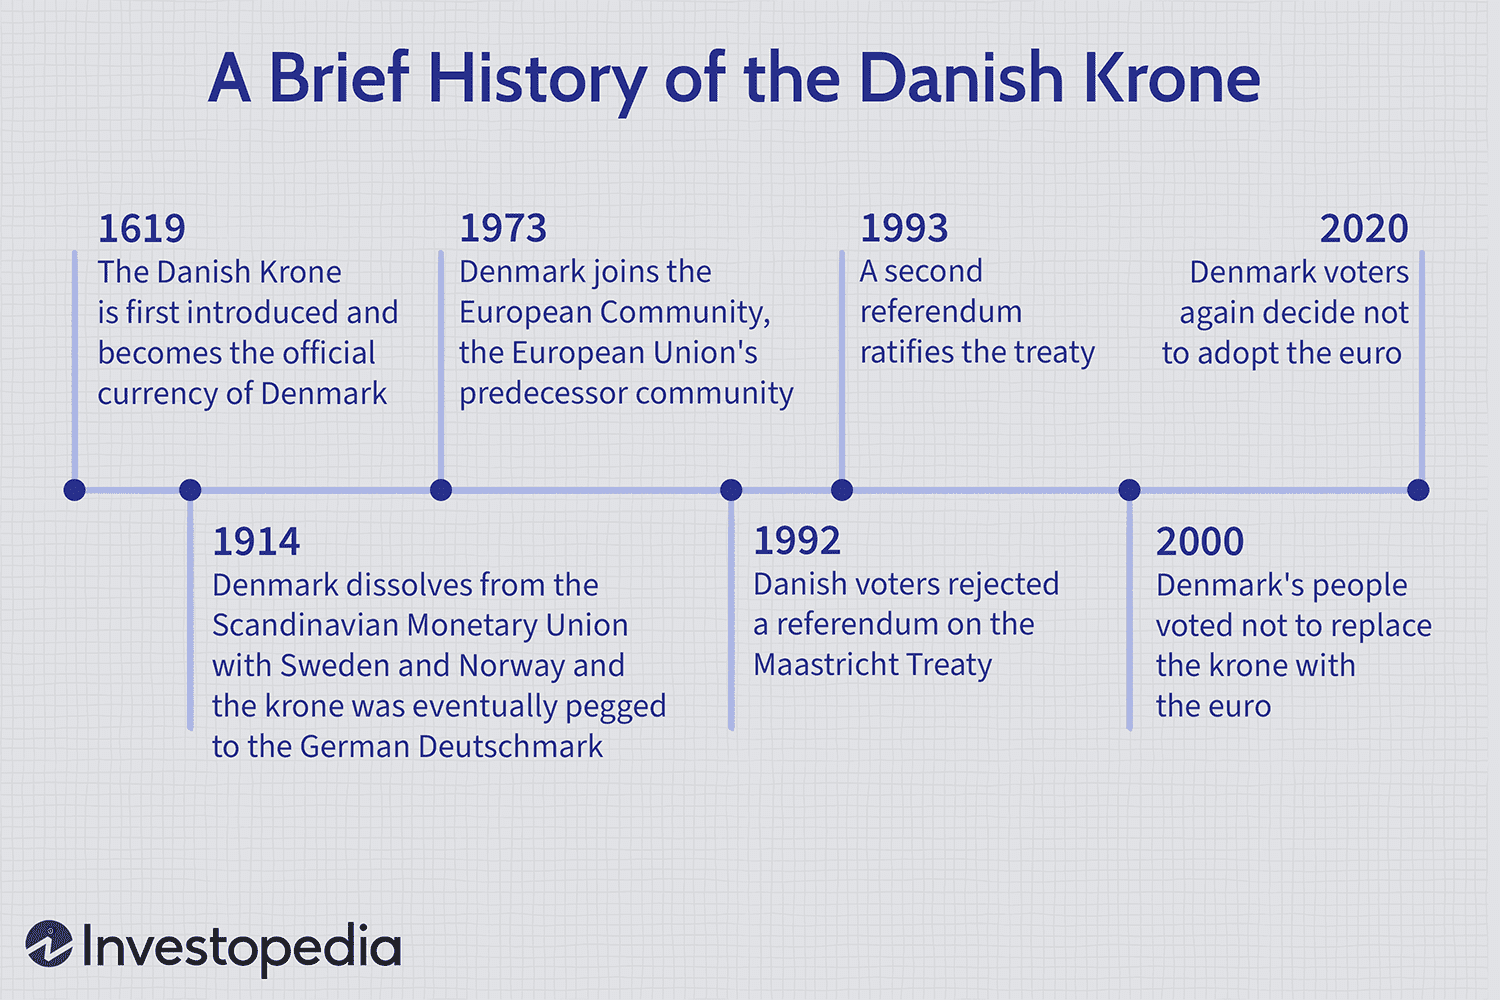 A Brief History of the Danish Krone
1619
The Danish Krone
is first introduced and
becomes the official
currency of Denmark
1914
Denmark dissolves from the
Scandinavian Monetary Union
with Sweden and Norway and
the krone was eventually pegged
to the German Deutschmark
1973
Denmark joins the
European Community,
the European Union's
predecessor community
1992
Danish voters rejected
a referendum on the
Maastricht Treaty
1993
A second
referendum
ratifies the treaty
2000
Denmark's people
voted not to replace
the krone with
the euro
2020
Denmark voters
again decide not
to adopt the euro
Investopedia